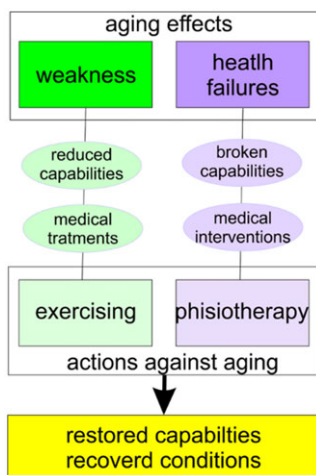 aging effects
weakness
heatlh
failures
reduced
capabilities
broken
capabilities
medical
tratments
medical
interventions
exercising
phisiotherapy
actions against aging
restored capabilties
recoverd conditions